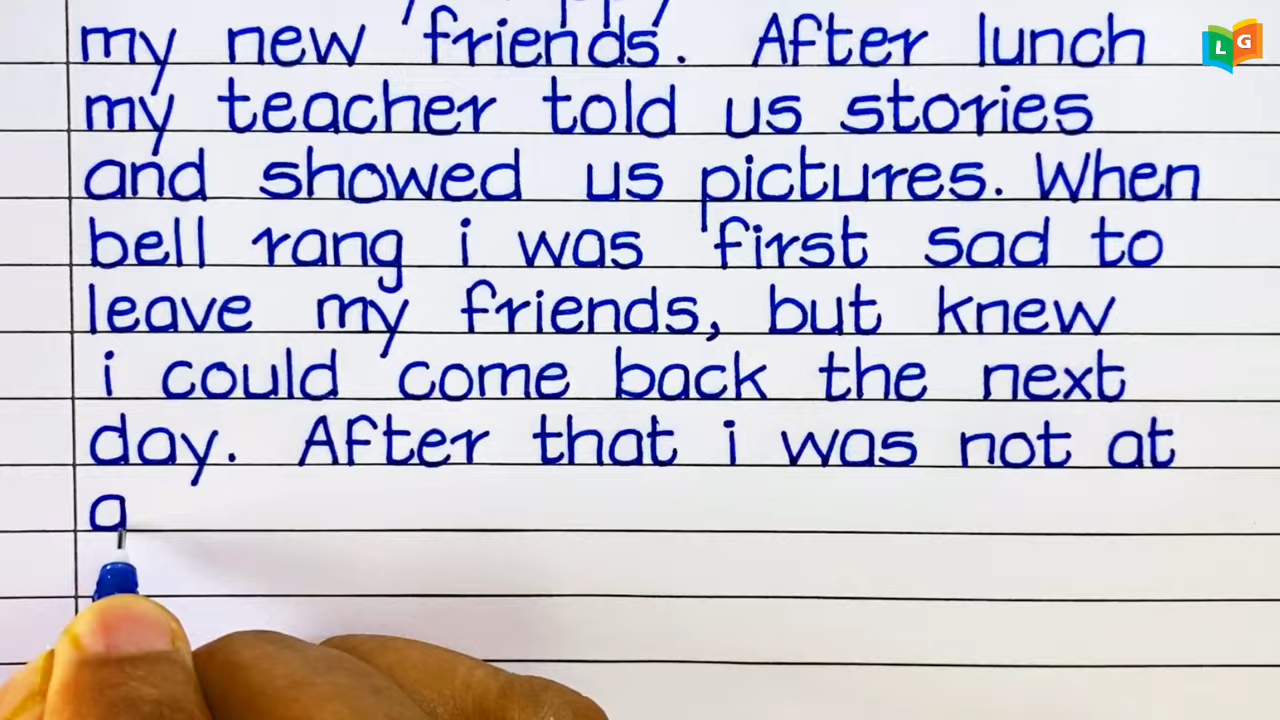 my new friends. After lunch
my teacher told us stories
and showed us pictures. When
bell rang i was first sad to
leave my friends, but knew
i could come back the next
day. After that i was not at
a
L G